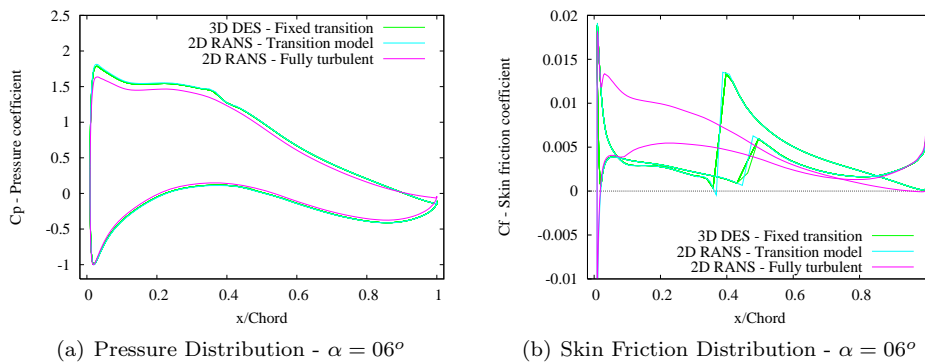 2.5
2
1.5
1
0.5
0
-0.5
-1
Cp - Pressure coefficient
3D DES - Fixed transition
2D RANS - Transition model
2D RANS - Fully turbulent
0 0.2 0.4 0.6 0.8 1
x/Chord
(a) Pressure Distribution - α = 06°
0.02
0.015
0.01
0.005
0
-0.005
-0.01
Cf - Skin friction coefficient
3D DES - Fixed transition
2D RANS - Transition model
2D RANS - Fully turbulent
0 0.2 0.4 0.6 0.8
x/Chord
(b) Skin Friction Distribution - α = 06°